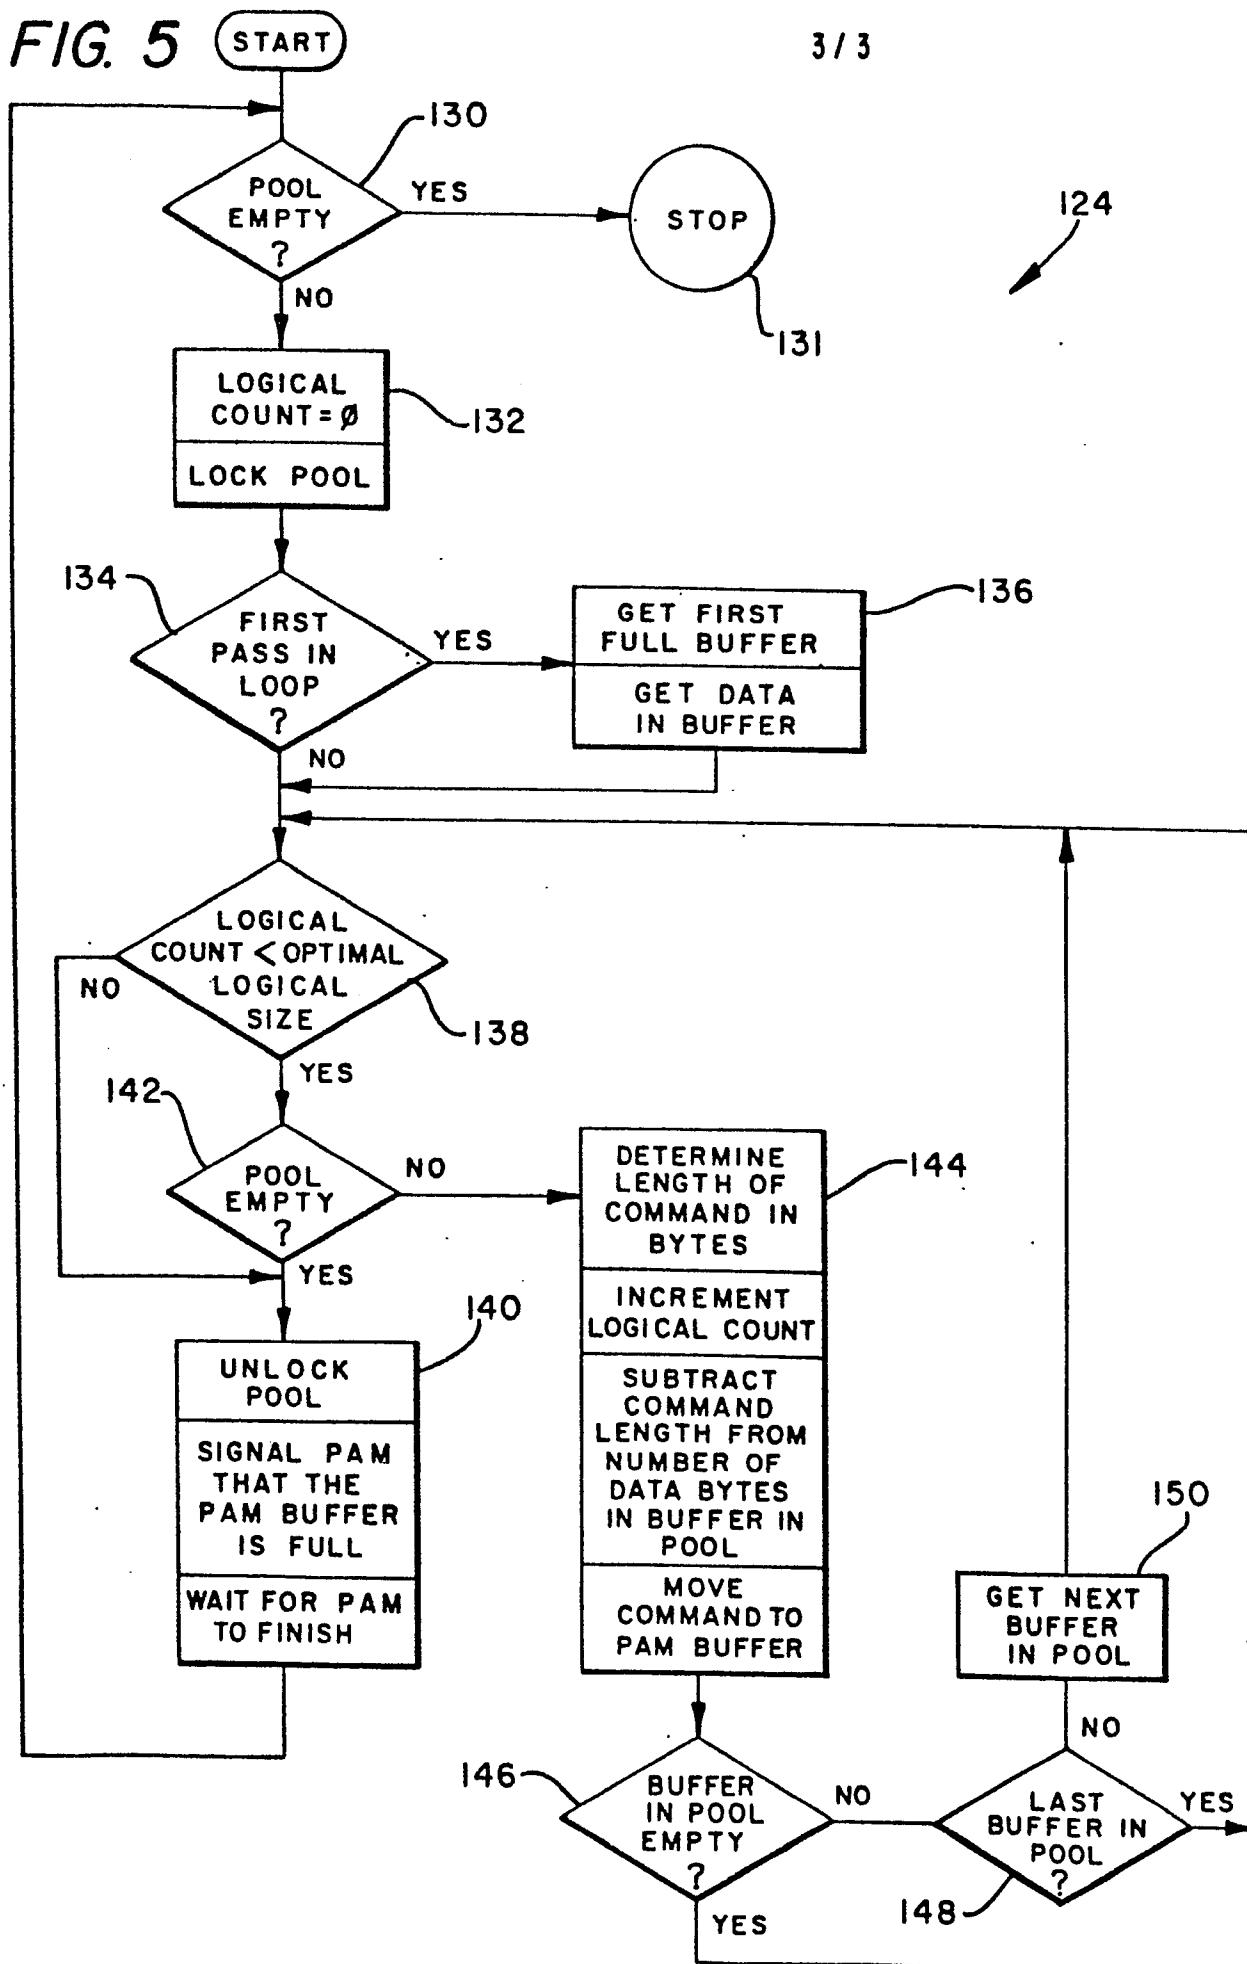 FIG. 5
START
3/3
130
POOL
EMPTY
?
YES
STOP
124
NO
131
LOGICAL
COUNT=Ø
132
LOCK POOL
134
FIRST
PASS IN
LOOP
?
YES
GET FIRST
FULL BUFFER
136
GET DATA
IN BUFFER
NO
LOGICAL
COUNT < OPTIMAL
LOGICAL
SIZE
NO
138
YES
142
POOL
EMPTY
?
NO
DETERMINE
LENGTH OF
COMMAND IN
BYTES
144
YES
INCREMENT
LOGICAL COUNT
140
UNLOCK
POOL
SUBTRACT
COMMAND
LENGTH FROM
NUMBER OF
DATA BYTES
IN BUFFER IN
POOL
SIGNAL PAM
THAT THE
PAM BUFFER
IS FULL
150
WAIT FOR PAM
TO FINISH
MOVE
COMMAND TO
PAM BUFFER
GET NEXT
BUFFER
IN POOL
NO
146
BUFFER
IN POOL
EMPTY
?
NO
LAST
BUFFER IN
POOL
?
YES
148
YES